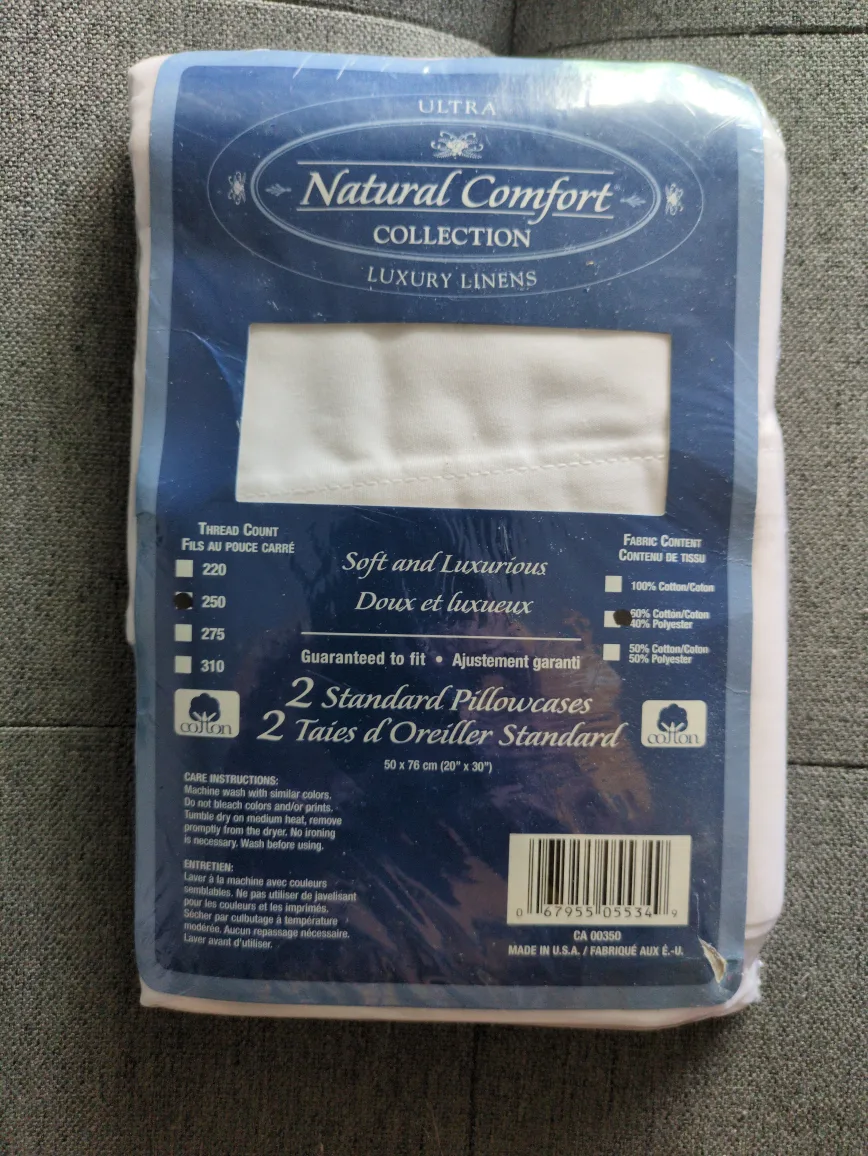 ULTRA
Natural Comfort
COLLECTION
LUXURY LINENS
THREAD COUNT
FILS AU POUCE CARRÉ
220
250
275
310
Soft and Luxurious
Doux et luxueux
FABRIC CONTENT
CONTENU DE TISSU
100% Cotton/Coton
60% Cotton/Coton
40% Polyester
50% Cotton/Coton
50% Polyester
Guaranteed to fit • Ajustement garanti
2 Standard Pillowcases
2 Taies d'Oreiller Standard
50 x 76 cm (20" x 30")
cotton
cotton
CARE INSTRUCTIONS:
Machine wash with similar colors.
Do not bleach colors and/or prints.
Tumble dry on medium heat, remove
promptly from the dryer. No ironing
is necessary. Wash before using.
ENTRETIEN:
Laver à la machine avec couleurs
semblables. Ne pas utiliser de javelisant
pour les couleurs et les imprimés.
Sécher par culbutage à température
modérée. Aucun repassage nécessaire.
Laver avant d'utiliser.
0 67955 05534 9
CA 00350
MADE IN U.S.A. / FABRIQUÉ AUX É.-U.